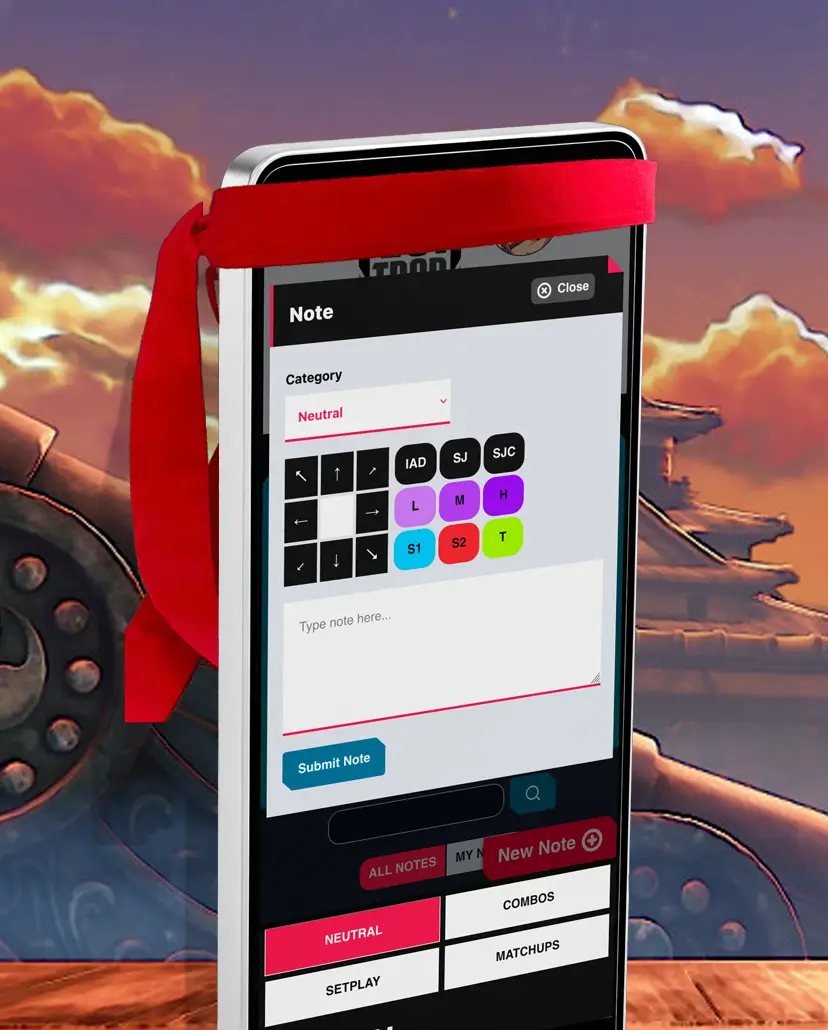 Note
Close
Category
Neutral
↖ ↑ ↗ IAD SJ SJC
← → L M H
↙ ↓ ↘ S1 S2 T
Type note here...
Submit Note
ALL NOTES MY N
New Note
NEUTRAL COMBOS
SETPLAY MATCHUPS